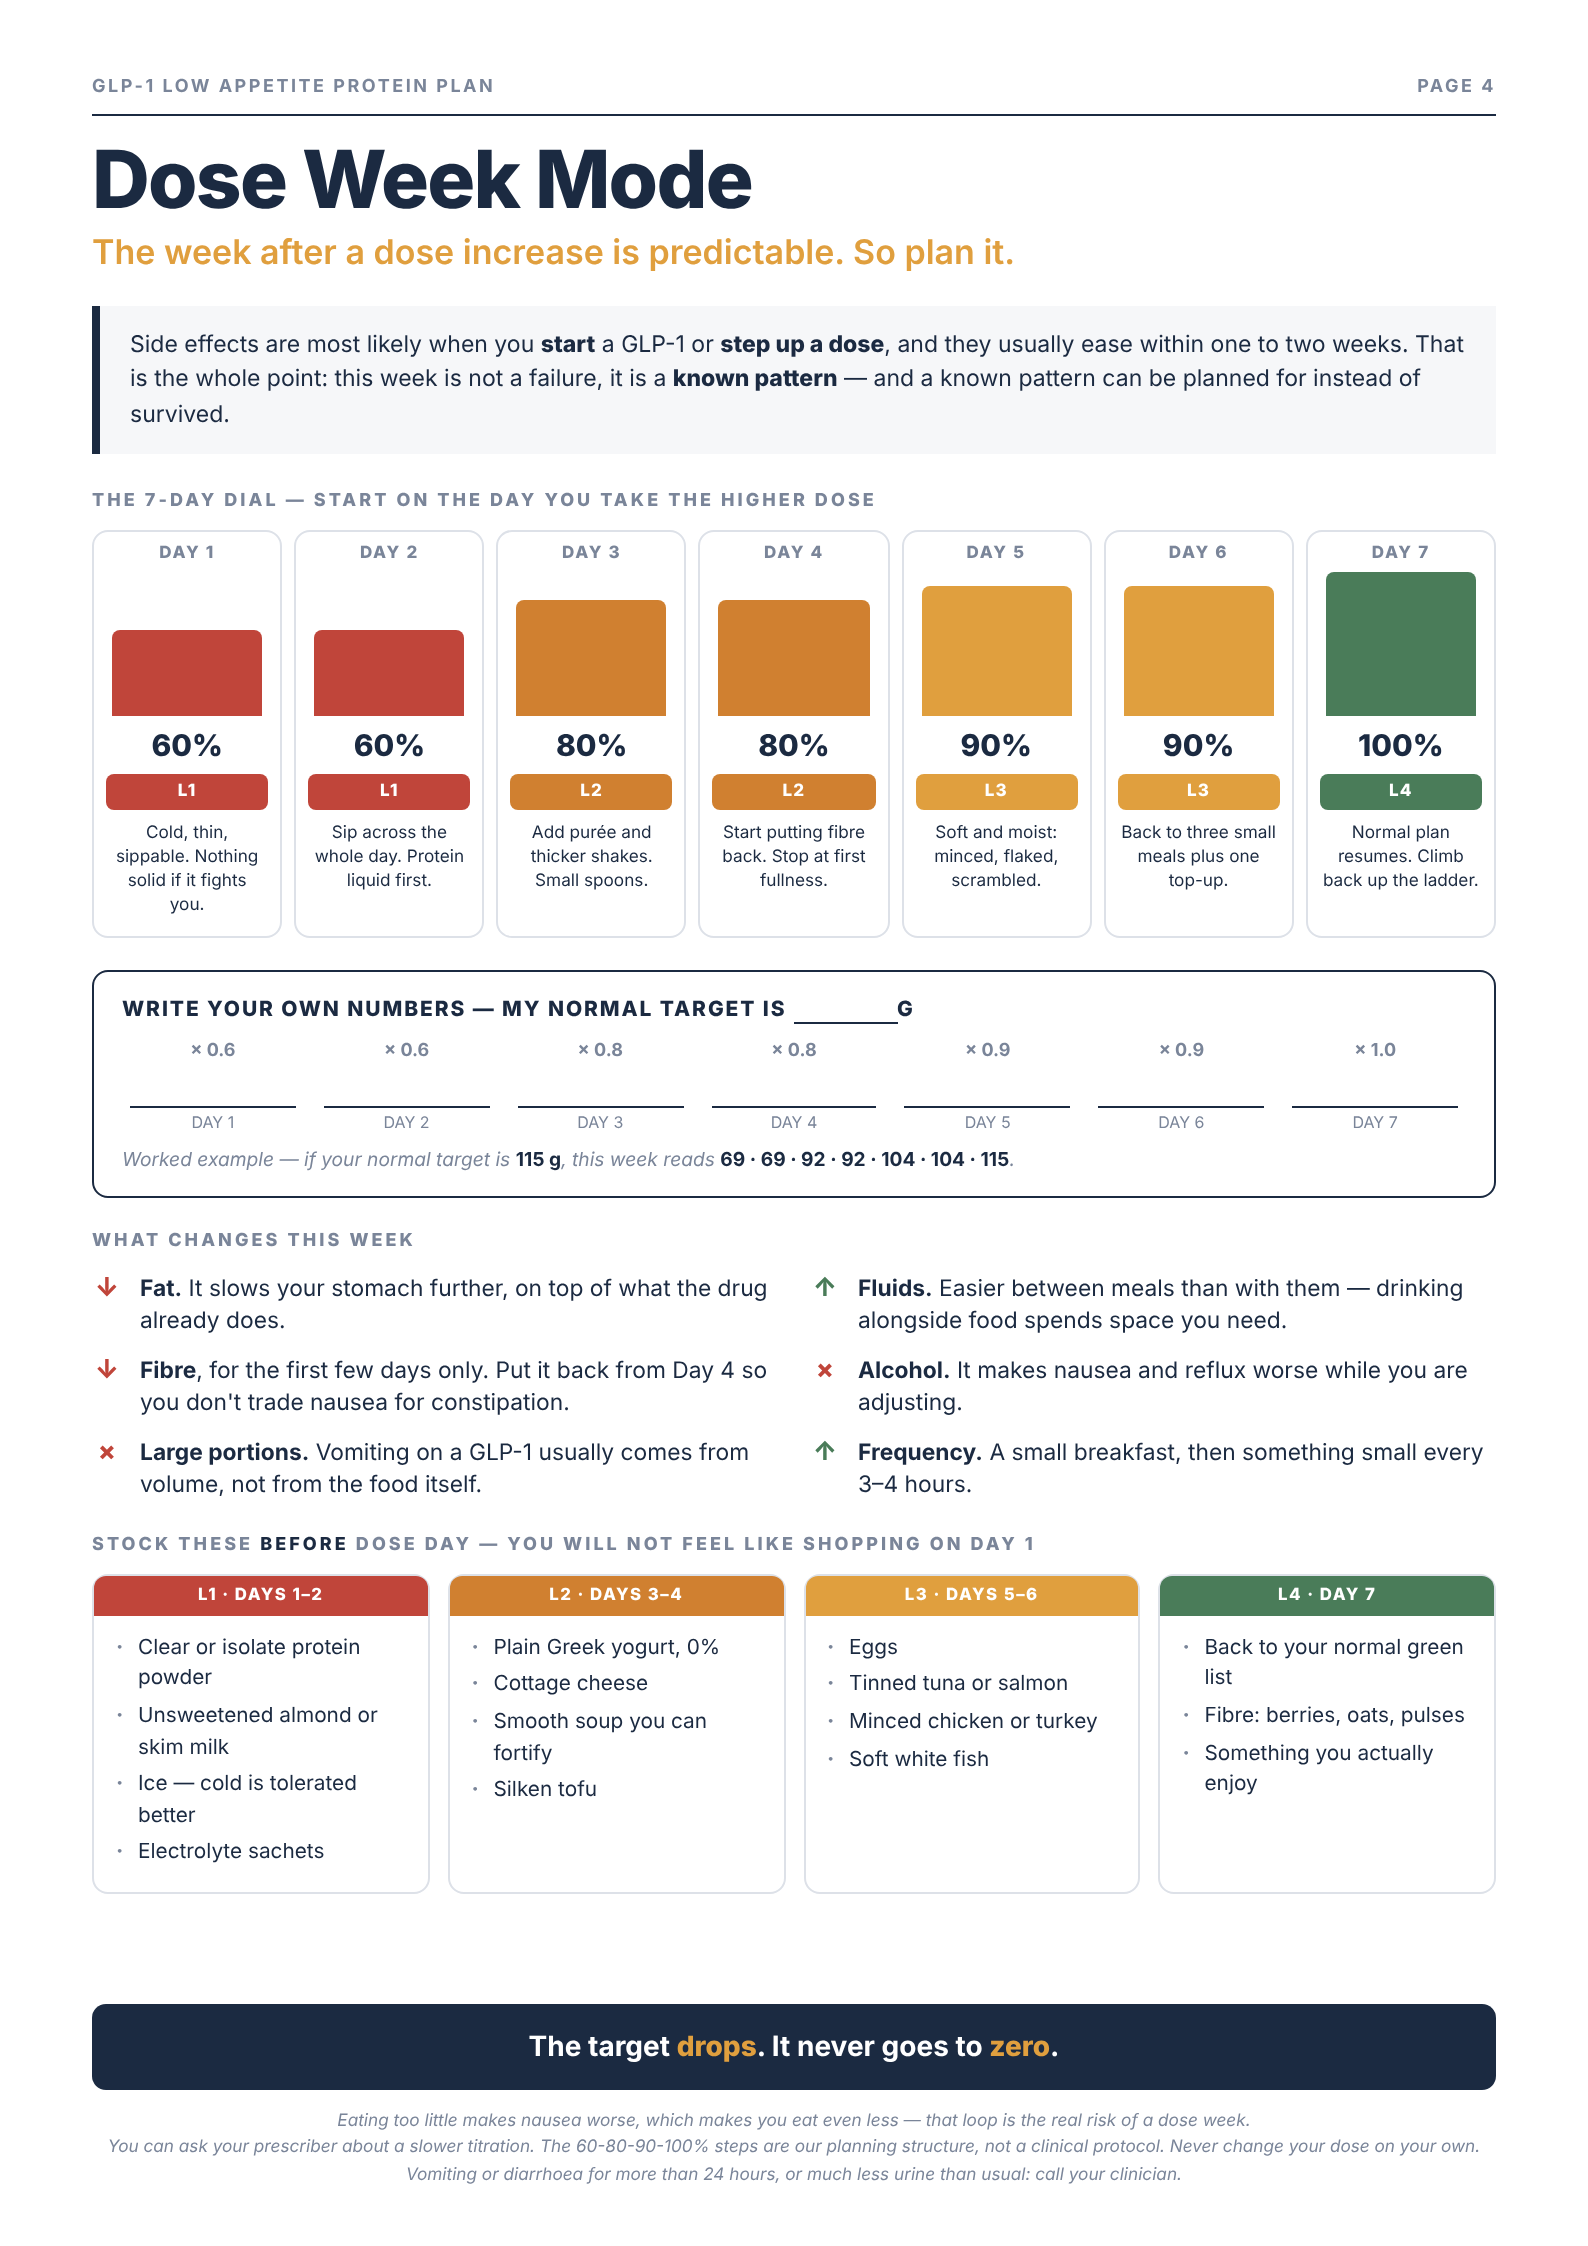 GLP-1 LOW APPETITE PROTEIN PLAN
PAGE 4
Dose Week Mode
The week after a dose increase is predictable. So plan it.
Side effects are most likely when you start a GLP-1 or step up a dose, and they usually ease within one to two weeks. That
is the whole point: this week is not a failure, it is a known pattern — and a known pattern can be planned for instead of
survived.
THE 7-DAY DIAL — START ON THE DAY YOU TAKE THE HIGHER DOSE
DAY 1
60%
L1
Cold, thin,
sippable. Nothing
solid if it fights
you.
DAY 2
60%
L1
Sip across the
whole day. Protein
liquid first.
DAY 3
80%
L2
Add purée and
thicker shakes.
Small spoons.
DAY 4
80%
L2
Start putting fibre
back. Stop at first
fullness.
DAY 5
90%
L3
Soft and moist:
minced, flaked,
scrambled.
DAY 6
90%
L3
Back to three small
meals plus one
top-up.
DAY 7
100%
L4
Normal plan
resumes. Climb
back up the ladder.
WRITE YOUR OWN NUMBERS — MY NORMAL TARGET IS ________G
× 0.6
× 0.6
× 0.8
× 0.8
× 0.9
× 0.9
× 1.0
DAY 1
DAY 2
DAY 3
DAY 4
DAY 5
DAY 6
DAY 7
Worked example — if your normal target is 115 g, this week reads 69 · 69 · 92 · 92 · 104 · 104 · 115.
WHAT CHANGES THIS WEEK
↓ Fat. It slows your stomach further, on top of what the drug
already does.
↑ Fluids. Easier between meals than with them — drinking
alongside food spends space you need.
↓ Fibre, for the first few days only. Put it back from Day 4 so
you don't trade nausea for constipation.
× Alcohol. It makes nausea and reflux worse while you are
adjusting.
× Large portions. Vomiting on a GLP-1 usually comes from
volume, not from the food itself.
↑ Frequency. A small breakfast, then something small every
3–4 hours.
STOCK THESE BEFORE DOSE DAY — YOU WILL NOT FEEL LIKE SHOPPING ON DAY 1
L1 · DAYS 1–2
· Clear or isolate protein
powder
· Unsweetened almond or
skim milk
· Ice — cold is tolerated
better
· Electrolyte sachets
L2 · DAYS 3–4
· Plain Greek yogurt, 0%
· Cottage cheese
· Smooth soup you can
fortify
· Silken tofu
L3 · DAYS 5–6
· Eggs
· Tinned tuna or salmon
· Minced chicken or turkey
· Soft white fish
L4 · DAY 7
· Back to your normal green
list
· Fibre: berries, oats, pulses
· Something you actually
enjoy
The target drops. It never goes to zero.
Eating too little makes nausea worse, which makes you eat even less — that loop is the real risk of a dose week.
You can ask your prescriber about a slower titration. The 60-80-90-100% steps are our planning structure, not a clinical protocol. Never change your dose on your own.
Vomiting or diarrhoea for more than 24 hours, or much less urine than usual: call your clinician.